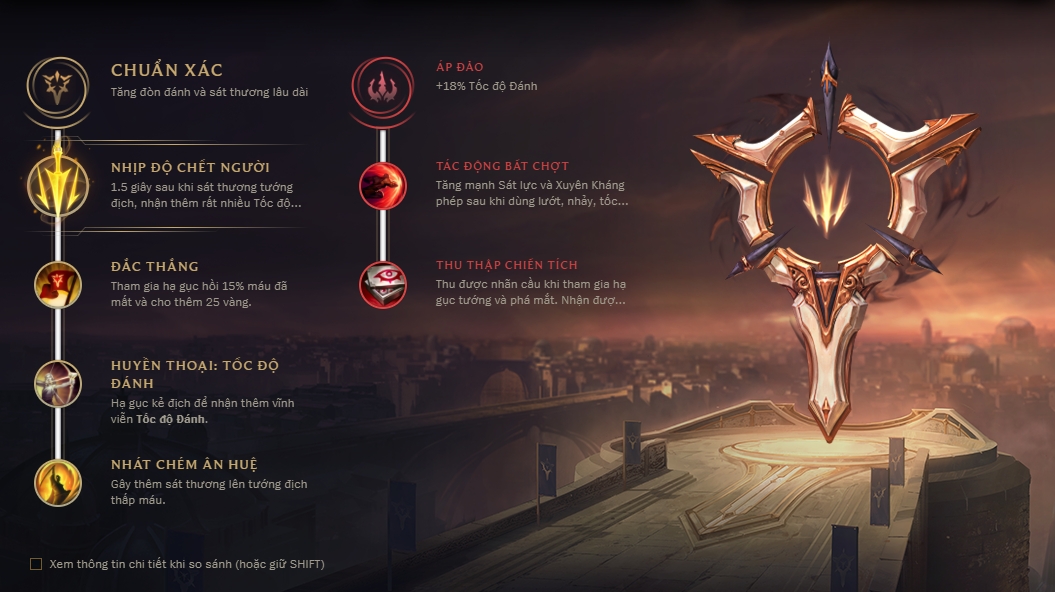 CHUẨN XÁC
Tăng đòn đánh và sát thương lâu dài
NHỊP ĐỘ CHẾT NGƯỜI
1.5 giây sau khi sát thương tướng
địch, nhận thêm rất nhiều Tốc độ...
ĐẮC THẮNG
Tham gia hạ gục hồi 15% máu đã
mất và cho thêm 25 vàng.
HUYỀN THOẠI: TỐC ĐỘ
ĐÁNH
Hạ gục kẻ địch để nhận thêm vĩnh
viễn Tốc độ Đánh.
NHÁT CHÉM ÂN HUỆ
Gây thêm sát thương lên tướng địch
thấp máu.
ÁP ĐẢO
+18% Tốc độ Đánh
TÁC ĐỘNG BẤT CHỢT
Tăng mạnh Sát lực và Xuyên Kháng
phép sau khi dùng lướt, nhảy, tốc...
THU THẬP CHIẾN TÍCH
Thu được nhãn cầu khi tham gia hạ
gục tướng và phá mắt. Nhận đượ...
Xem thông tin chi tiết khi so sánh (hoặc giữ SHIFT)